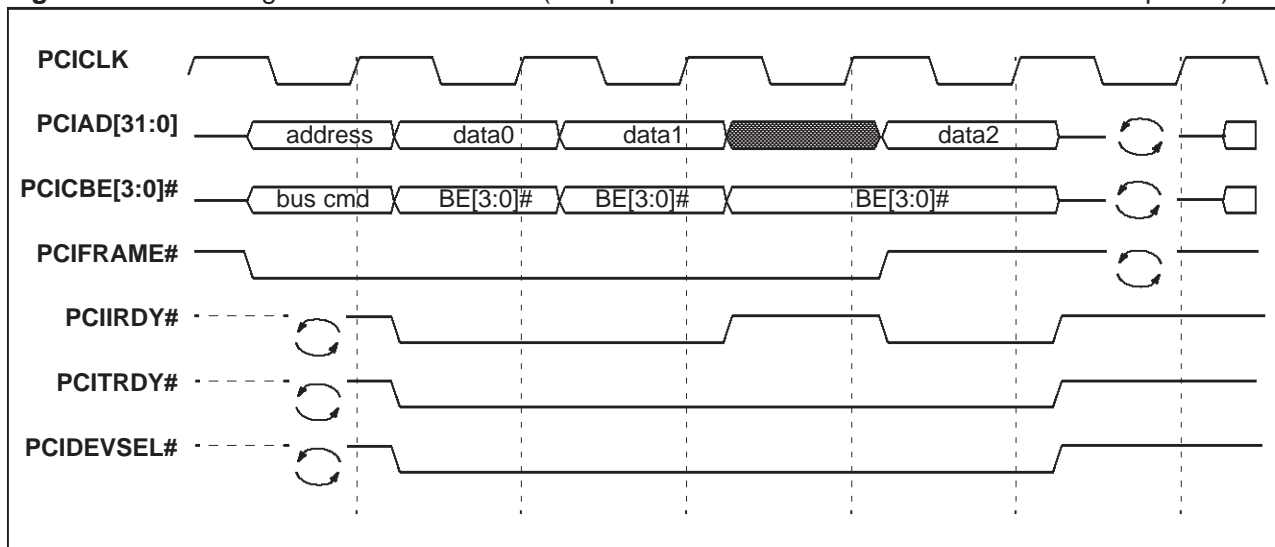 PCICLK
PCIAD[31:0] address data0 data1 data2
PCICBE[3:0]# bus cmd BE[3:0]# BE[3:0]# BE[3:0]#
PCIFRAME#
PCIIRDY#
PCITRDY#
PCIDEVSEL#